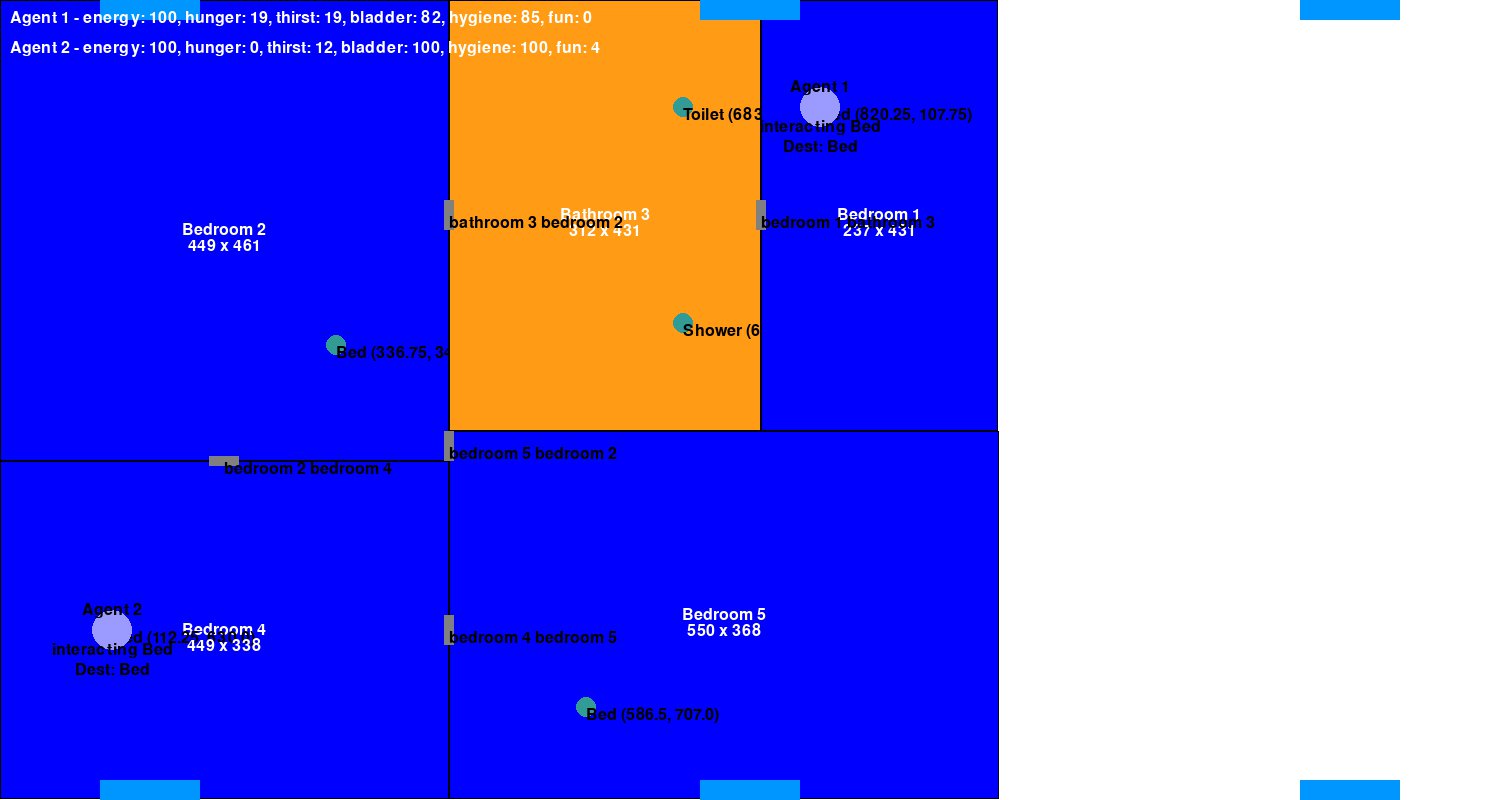 Agent 1 - energy: 100, hunger: 19, thirst: 19, bladder: 82, hygiene: 85, fun: 0
Agent 2 - energy: 100, hunger: 0, thirst: 12, bladder: 100, hygiene: 100, fun: 4
Agent 1
Toilet (683
d (820.25, 107.75)
interacting Bed
Dest: Bed
Bathroom 3
312 x 431
Bedroom 1
237 x 431
bathroom 3 bedroom 2
bedroom 1 bathroom 3
Bedroom 2
449 x 461
Shower (6
Bed (336.75, 34
bedroom 5 bedroom 2
bedroom 2 bedroom 4
Agent 2
Bedroom 4
449 x 338
d (112.25,
interacting Bed
Dest: Bed
bedroom 4 bedroom 5
Bedroom 5
550 x 368
Bed (586.5, 707.0)